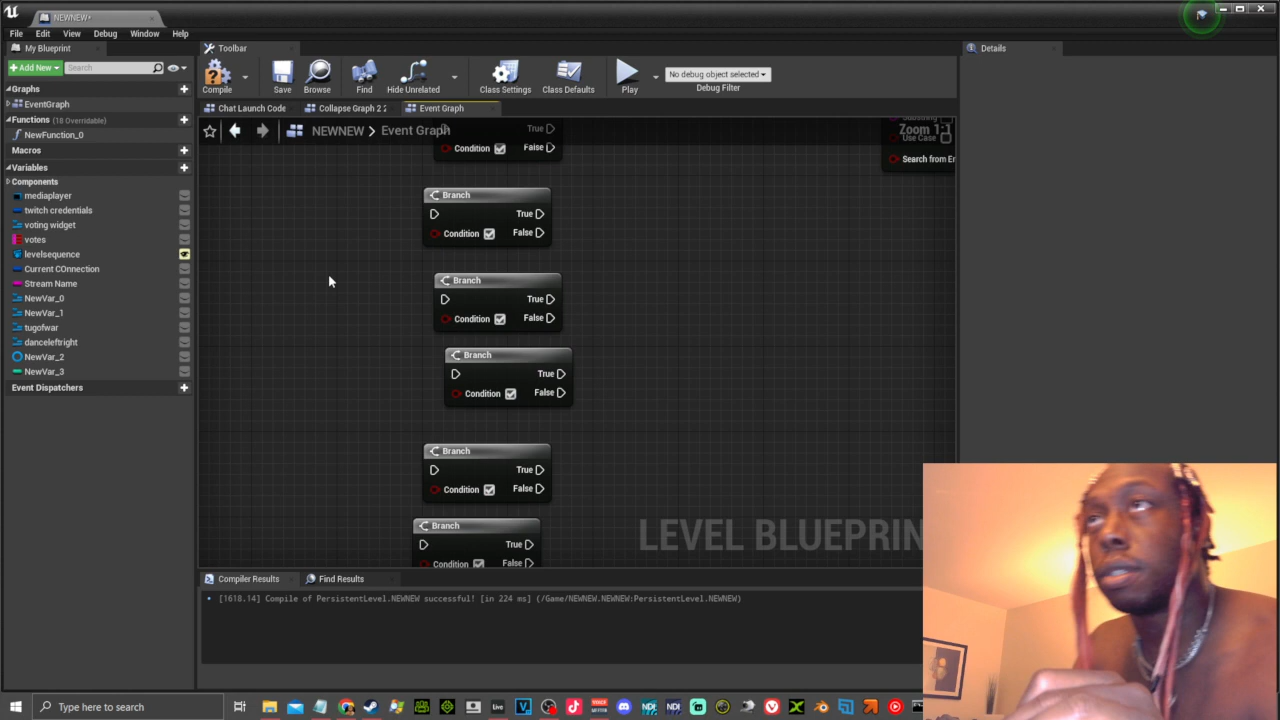 NEWNEW*
File Edit View Debug Window Help
My Blueprint
Toolbar
Details
Add New
Search
Compile
Save
Browse
Find
Hide Unrelated
Class Settings
Class Defaults
Play
No debug object selected
Debug Filter
Graphs
EventGraph
Functions (18 Overridable)
NewFunction_0
Macros
Variables
Components
mediaplayer
twitch credentials
voting widget
votes
levelsequence
Current COnnection
Stream Name
NewVar_0
NewVar_1
tugofwar
danceleftright
NewVar_2
NewVar_3
Event Dispatchers
Chat Launch Code
Collapse Graph 2 2
Event Graph
NEWNEW > Event Graph
Zoom 1:1
Substring
Use Case
Search from En
True
Condition
False
Branch
True
Condition
False
Branch
True
Condition
False
Branch
True
Condition
False
Branch
True
Condition
False
Branch
True
Condition
False
LEVEL BLUEPRIN
Compiler Results
Find Results
[1618.14] Compile of PersistentLevel.NEWNEW successful! [in 224 ms] (/Game/NEWNEW.NEWNEW:PersistentLevel.NEWNEW)
Type here to search
Live